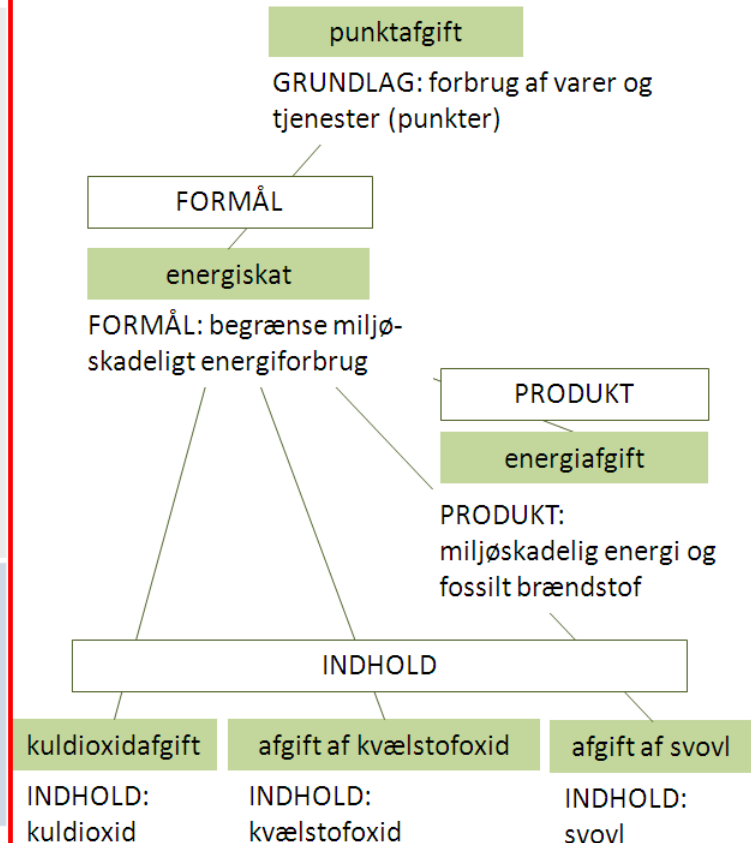 punktafgift
GRUNDLAG: forbrug af varer og
tjenester (punkter)
FORMÅL
energiskat
FORMÅL: begrænse miljø-
skadeligt energiforbrug
PRODUKT
energiafgift
PRODUKT:
miljøskadelig energi og
fossilt brændstof
INDHOLD
kuldioxidafgift
INDHOLD:
kuldioxid
afgift af kvælstofoxid
INDHOLD:
kvælstofoxid
afgift af svovl
INDHOLD:
svovl